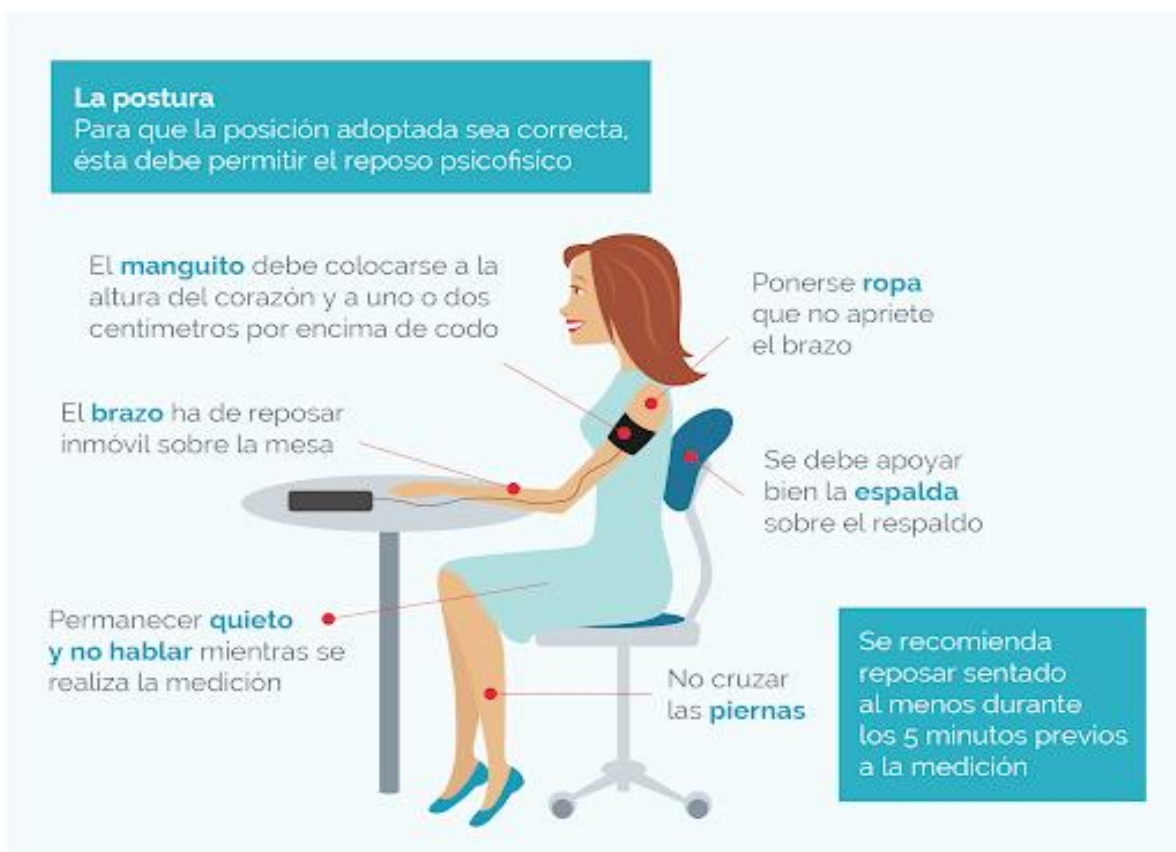 La postura
Para que la posición adoptada sea correcta,
ésta debe permitir el reposo psicofisíco
El manguito debe colocarse a la
altura del corazón y a uno o dos
centímetros por encima de codo
Ponerse ropa
que no apriete
el brazo
El brazo ha de reposar
inmóvil sobre la mesa
Se debe apoyar
bien la espalda
sobre el respaldo
Permanecer quieto
y no hablar mientras se
realiza la medición
No cruzar
las piernas
Se recomienda
reposar sentado
al menos durante
los 5 minutos previos
a la medición